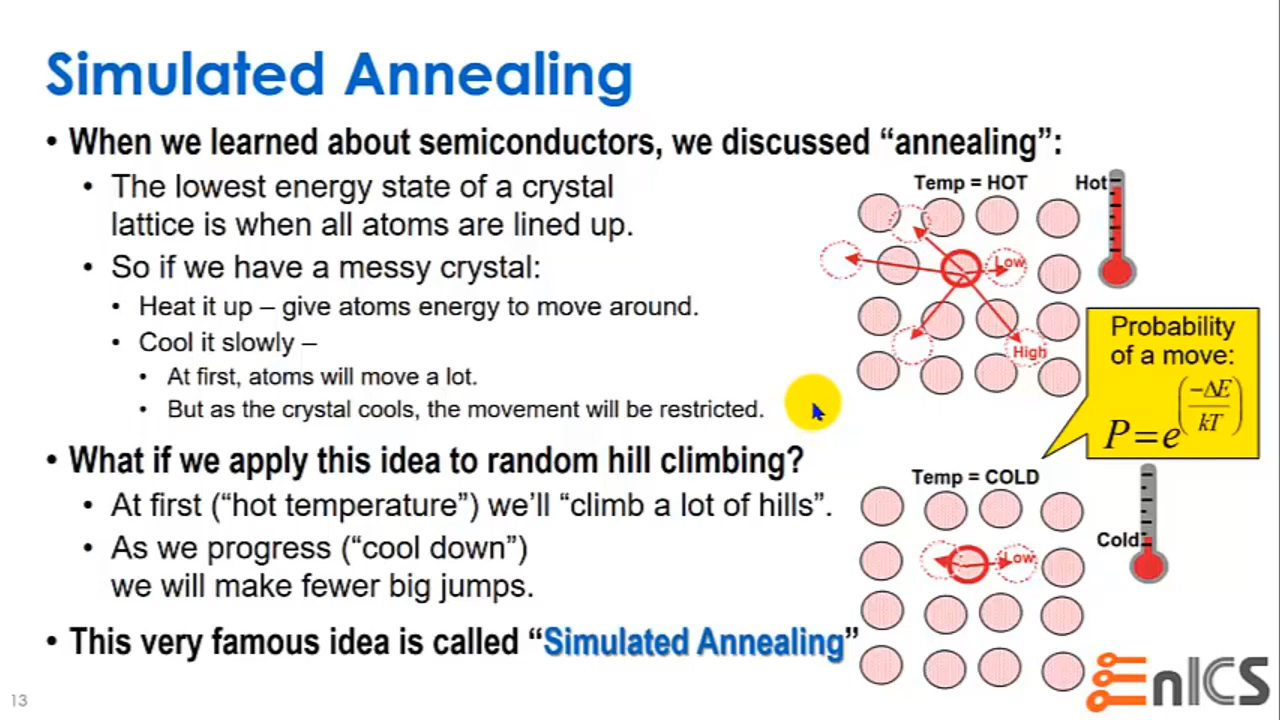 Simulated Annealing
• When we learned about semiconductors, we discussed “annealing”:
• The lowest energy state of a crystal
lattice is when all atoms are lined up.
• So if we have a messy crystal:
• Heat it up – give atoms energy to move around.
• Cool it slowly –
• At first, atoms will move a lot.
• But as the crystal cools, the movement will be restricted.
• What if we apply this idea to random hill climbing?
• At first (“hot temperature”) we’ll “climb a lot of hills”.
• As we progress (“cool down”)
we will make fewer big jumps.
• This very famous idea is called “Simulated Annealing”
Temp = HOT
Hot
Low
High
Probability
of a move:
P = e^(−ΔE/kT)
Temp = COLD
Cold
Low
EnICS
13